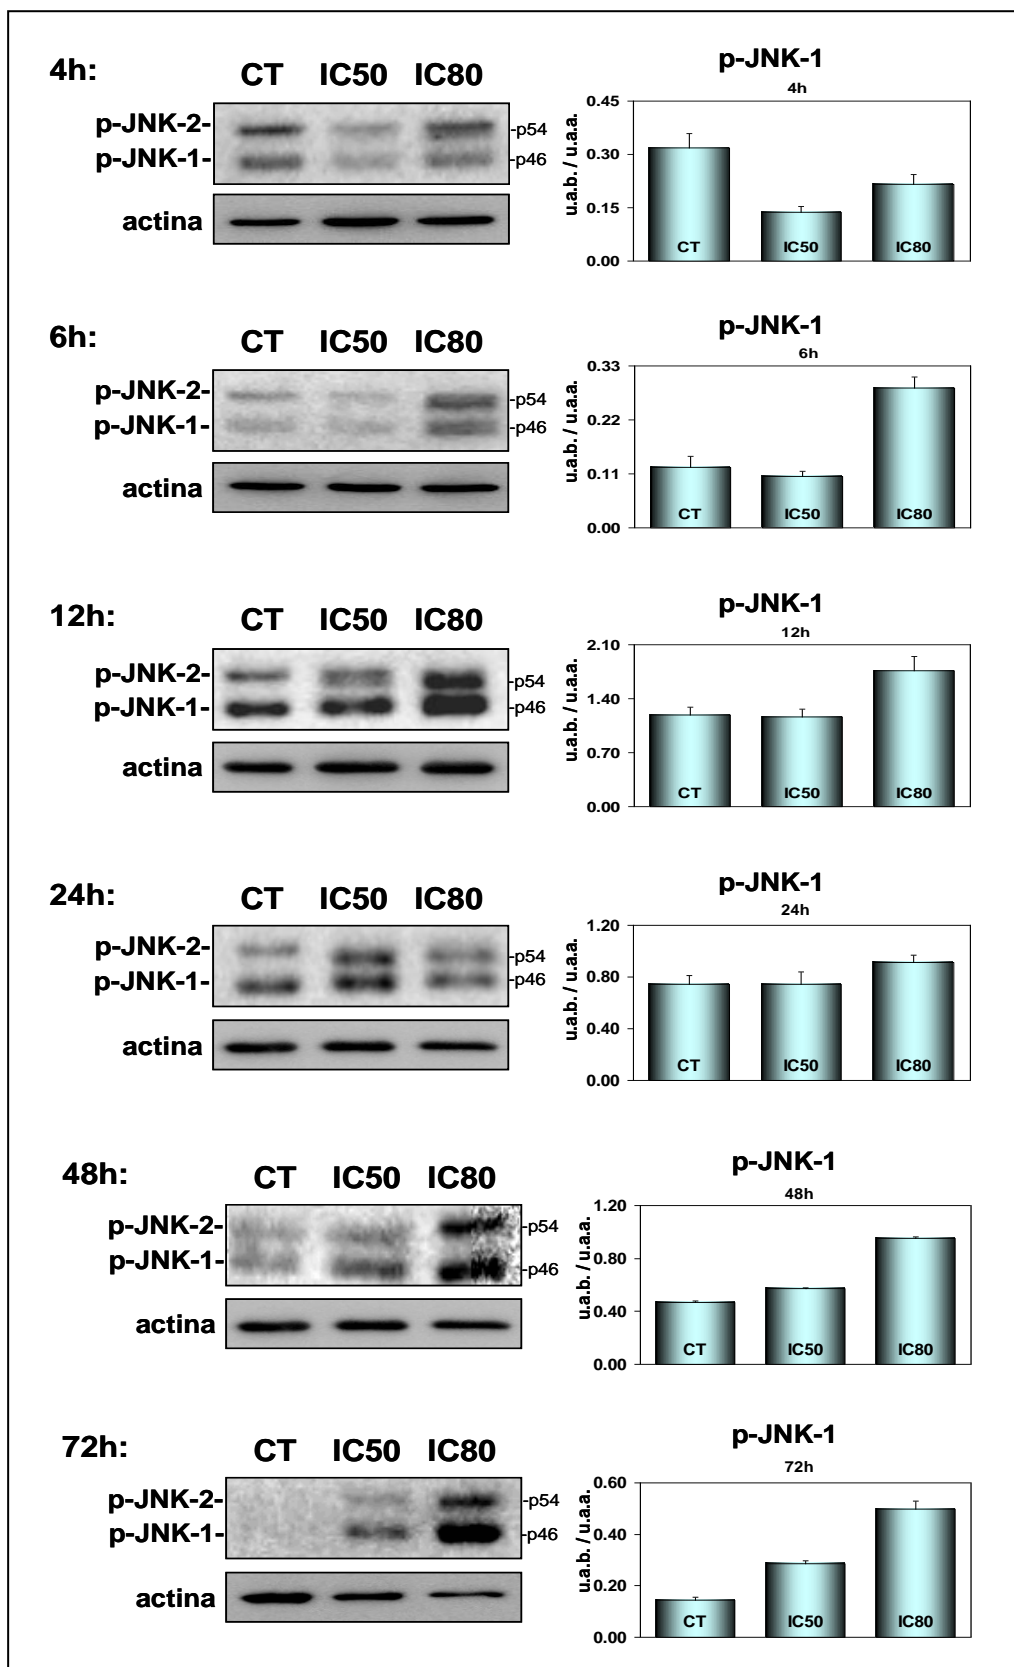 4h:
CT IC50 IC80
p-JNK-2- -p54
p-JNK-1- -p46
actina
p-JNK-1
4h
u.a.b. / u.a.a.
0.45
0.30
0.15
0.00
CT IC50 IC80
6h:
CT IC50 IC80
p-JNK-2- -p54
p-JNK-1- -p46
actina
p-JNK-1
6h
u.a.b. / u.a.a.
0.33
0.22
0.11
0.00
CT IC50 IC80
12h:
CT IC50 IC80
p-JNK-2- -p54
p-JNK-1- -p46
actina
p-JNK-1
12h
u.a.b. / u.a.a.
2.10
1.40
0.70
0.00
CT IC50 IC80
24h:
CT IC50 IC80
p-JNK-2- -p54
p-JNK-1- -p46
actina
p-JNK-1
24h
u.a.b. / u.a.a.
1.20
0.80
0.40
0.00
CT IC50 IC80
48h:
CT IC50 IC80
p-JNK-2- -p54
p-JNK-1- -p46
actina
p-JNK-1
48h
u.a.b. / u.a.a.
1.20
0.80
0.40
0.00
CT IC50 IC80
72h:
CT IC50 IC80
p-JNK-2- -p54
p-JNK-1- -p46
actina
p-JNK-1
72h
u.a.b. / u.a.a.
0.60
0.40
0.20
0.00
CT IC50 IC80